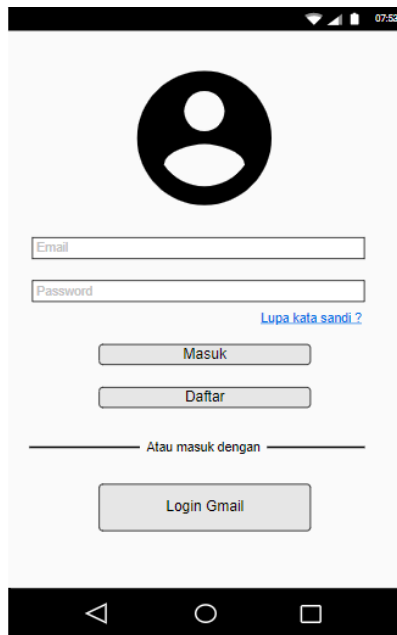 07:53
Email
Password
Lupa kata sandi ?
Masuk
Daftar
Atau masuk dengan
Login Gmail